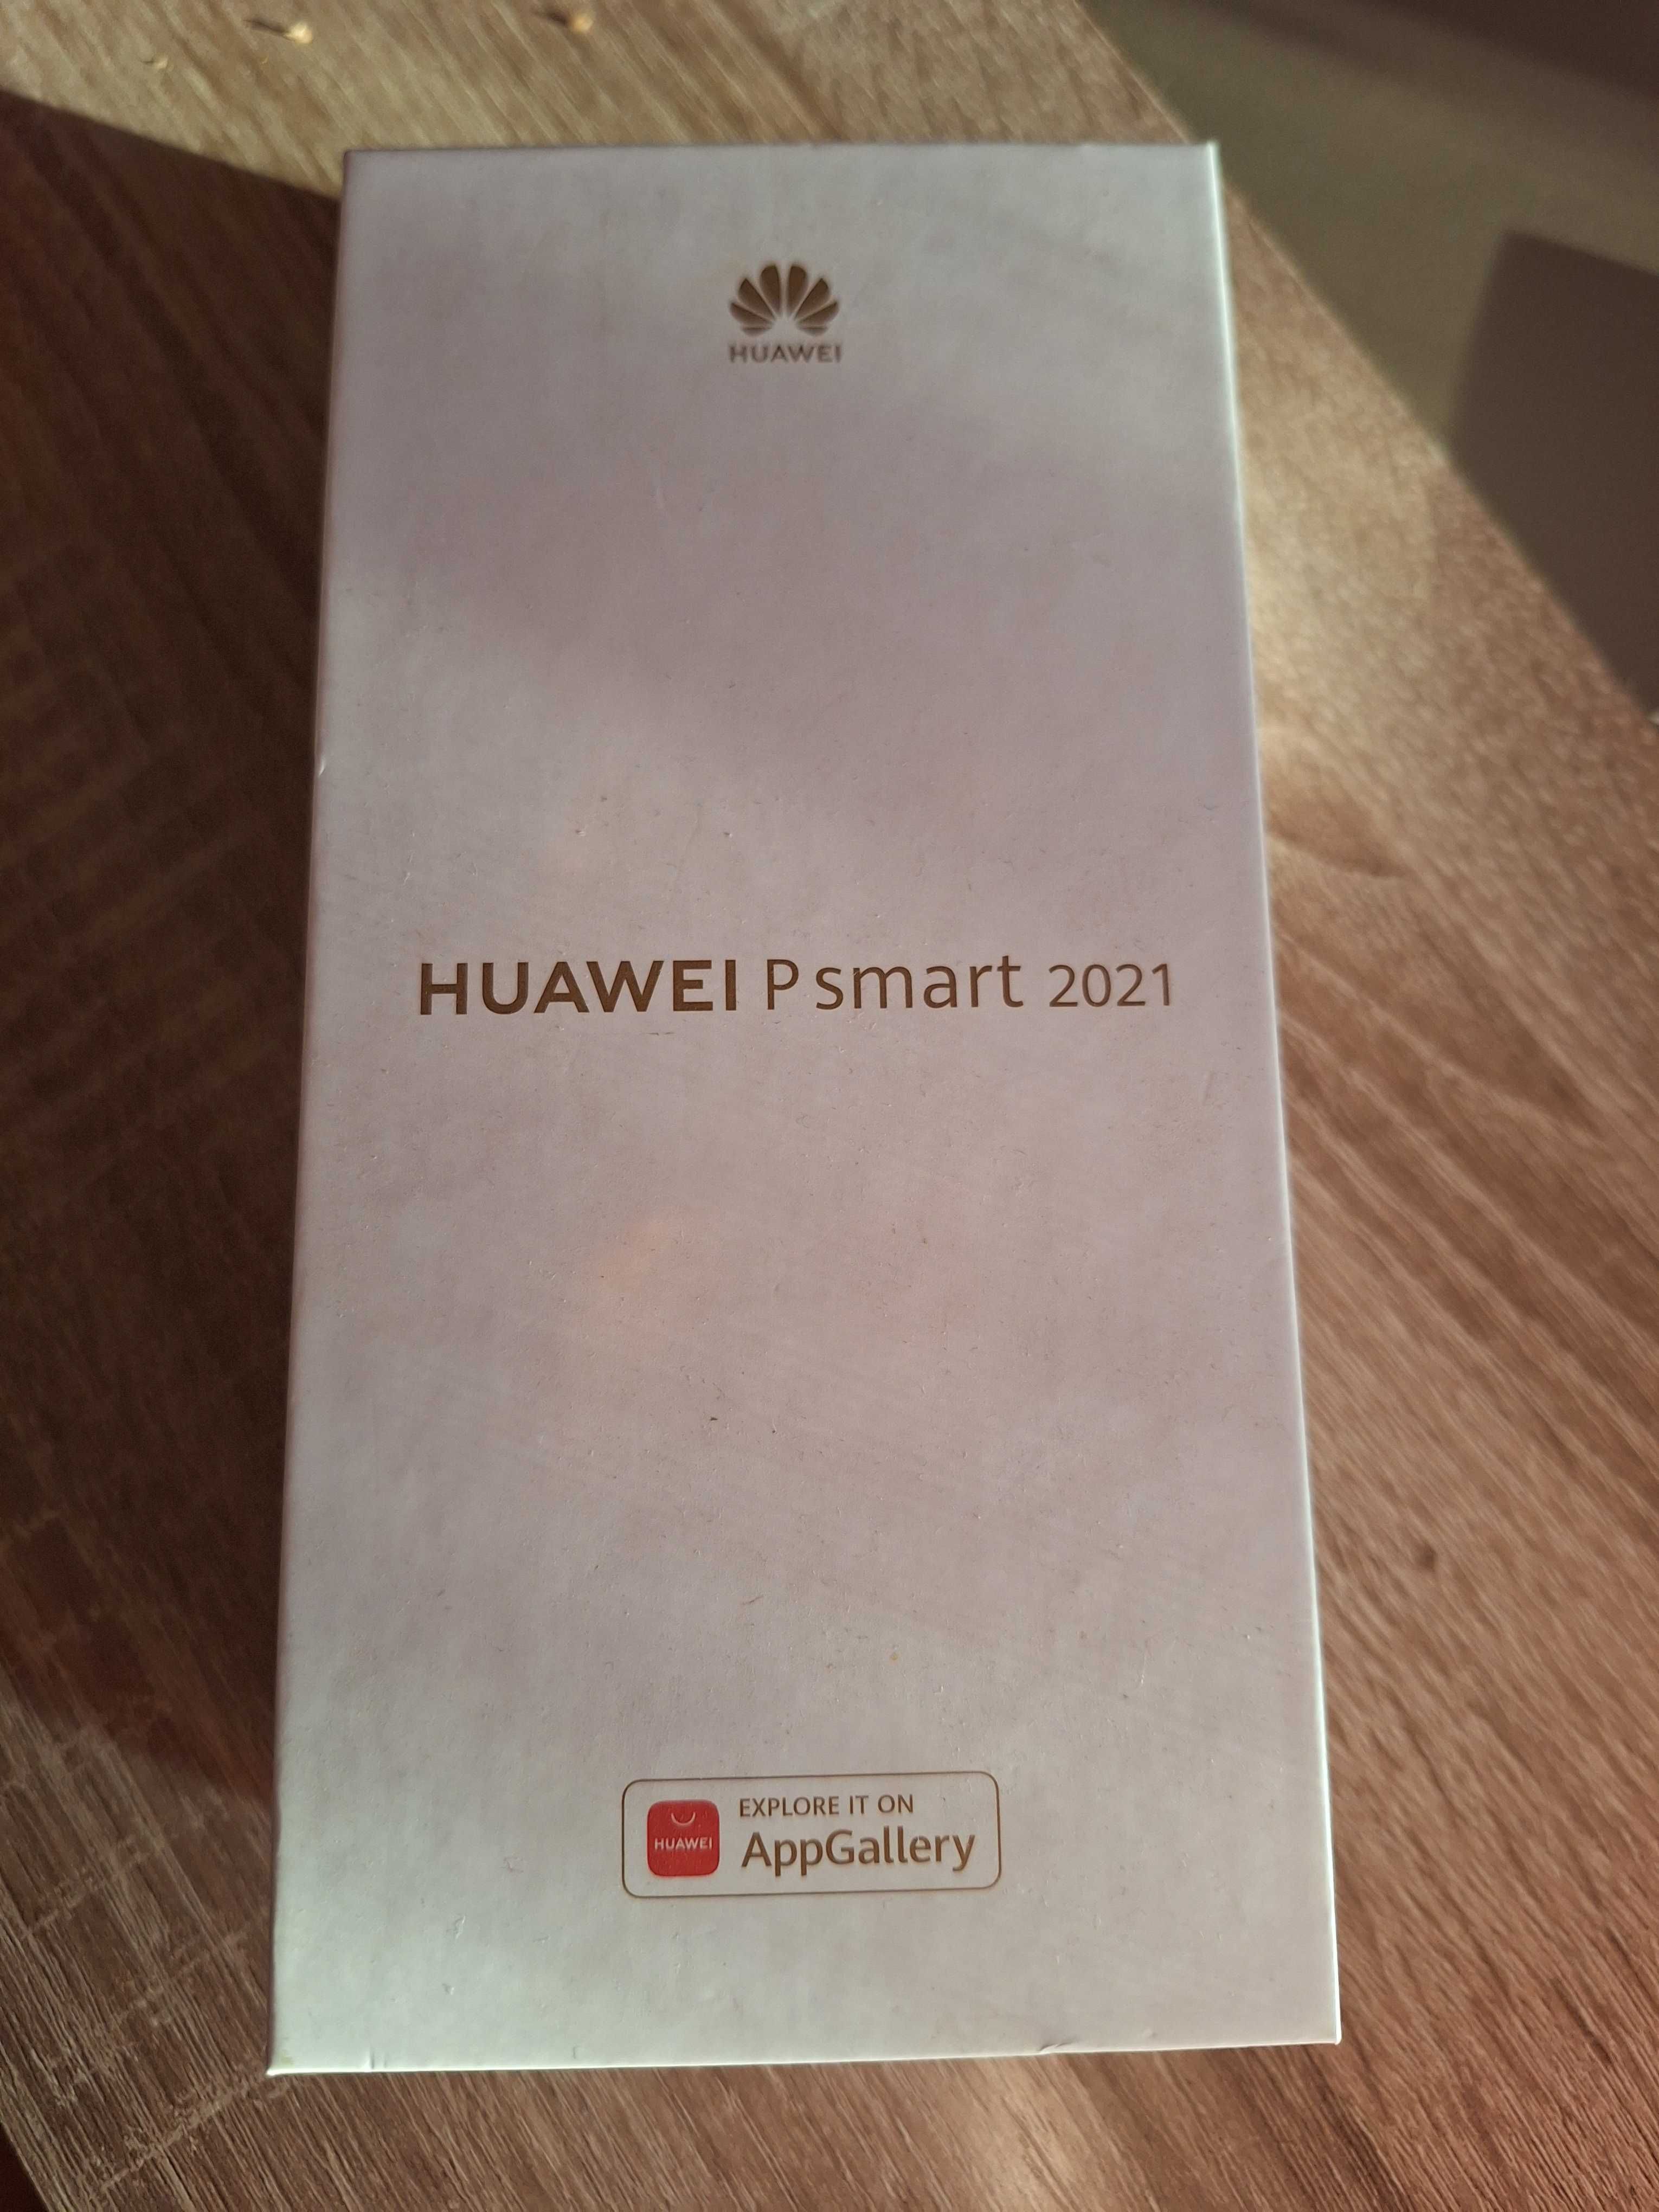 HUAWEI
HUAWEI P smart 2021
EXPLORE IT ON
HUAWEI
AppGallery